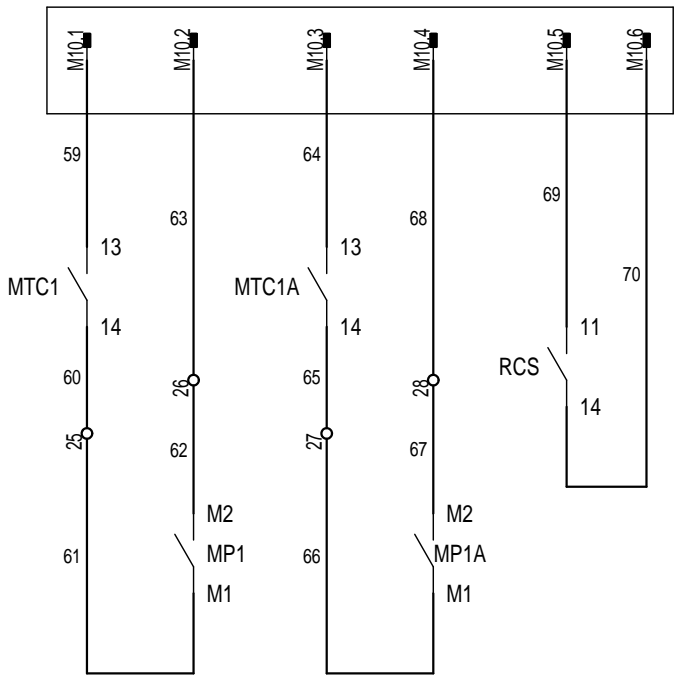 M10.1 M10.2 M10.3 M10.4 M10.5 M10.6
59 64
69
63 68
13 13
70
MTC1 MTC1A
14 14 11
RCS
60 26 65 28
14
25 27
62 67
M2 M2
61 MP1 66 MP1A
M1 M1